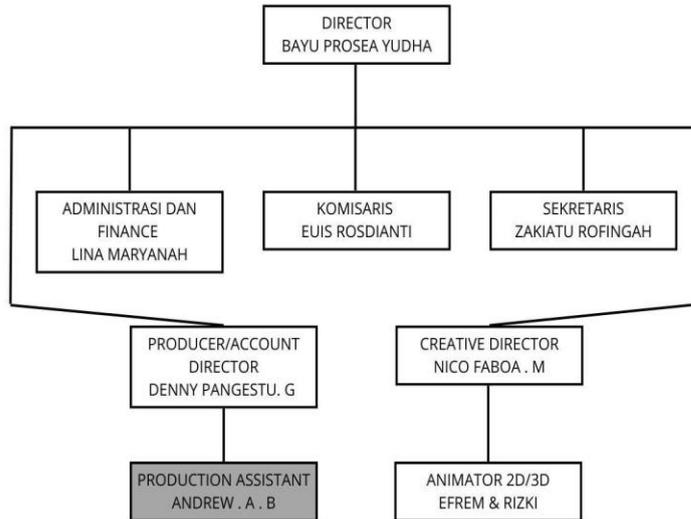 DIRECTOR
BAYU PROSEA YUDHA
ADMINISTRASI DAN
FINANCE
LINA MARYANAH
KOMISARIS
EUIS ROSDIANTI
SEKRETARIS
ZAKIATU ROFINGAH
PRODUCER/ACCOUNT
DIRECTOR
DENNY PANGESTU. G
CREATIVE DIRECTOR
NICO FABOA . M
PRODUCTION ASSISTANT
ANDREW . A . B
ANIMATOR 2D/3D
EFREM & RIZKI